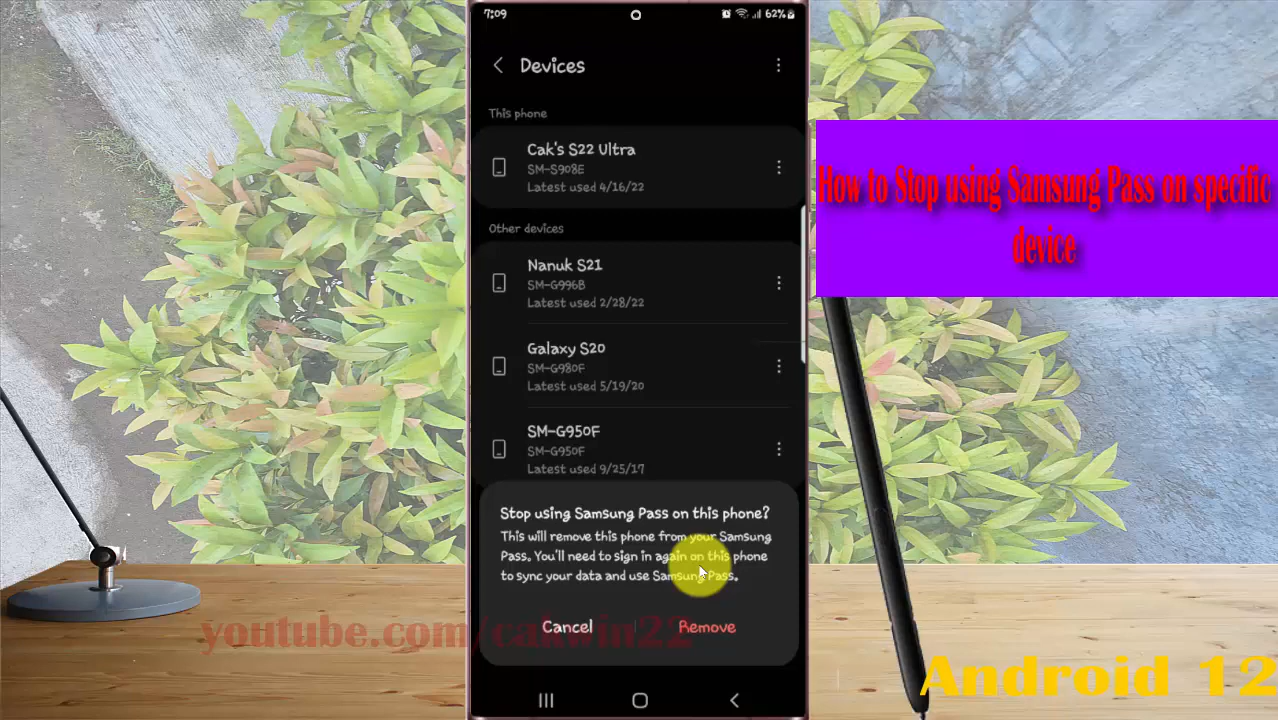 7:09
62%
Devices
This phone
Cak's S22 Ultra
SM-S908E
Latest used 4/16/22
Other devices
Nanuk S21
SM-G996B
Latest used 2/28/22
Galaxy S20
SM-G980F
Latest used 5/19/20
SM-G950F
SM-G950F
Latest used 9/25/17
Stop using Samsung Pass on this phone?
This will remove this phone from your Samsung
Pass. You'll need to sign in again on this phone
to sync your data and use Samsung Pass.
Cancel
Remove
How to Stop using Samsung Pass on specific
device
youtube.com/cakwin22
Android 12